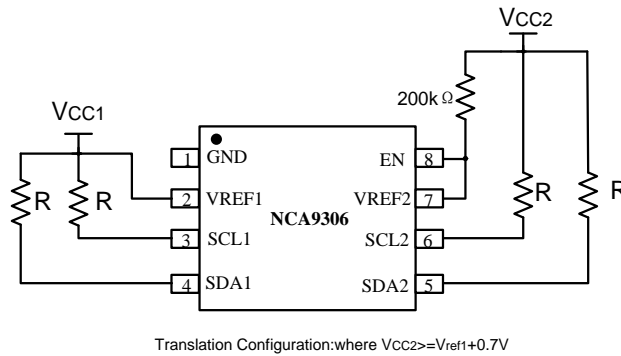 VCC2
200kΩ
VCC1
1 GND EN 8
R R 2 VREF1 VREF2 7 R R
NCA9306
3 SCL1 SCL2 6
4 SDA1 SDA2 5
Translation Configuration:where VCC2>=Vref1+0.7V